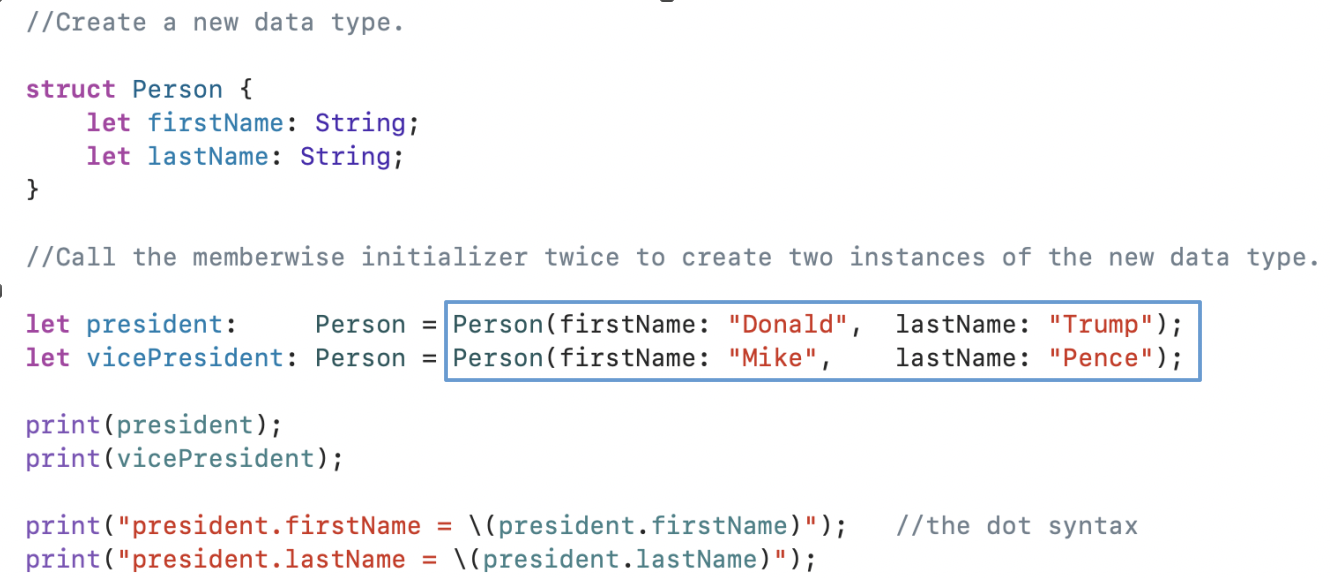 //Create a new data type.
struct Person {
    let firstName: String;
    let lastName: String;
}
//Call the memberwise initializer twice to create two instances of the new data type.
let president:     Person = Person(firstName: "Donald",  lastName: "Trump");
let vicePresident: Person = Person(firstName: "Mike",    lastName: "Pence");
print(president);
print(vicePresident);
print("president.firstName = \(president.firstName)");   //the dot syntax
print("president.lastName = \(president.lastName)");